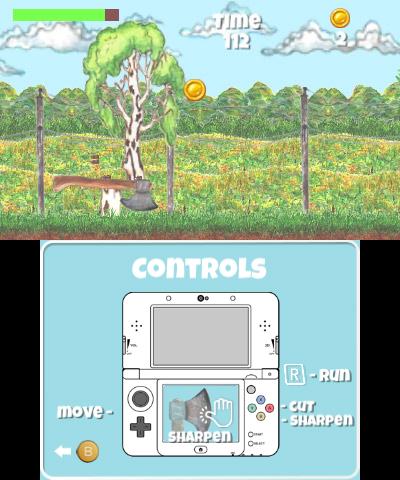 Time
112
2
CONTROLS
R - RUN
MOVE -
- CUT
- SHARPEN
SHARPEN
B